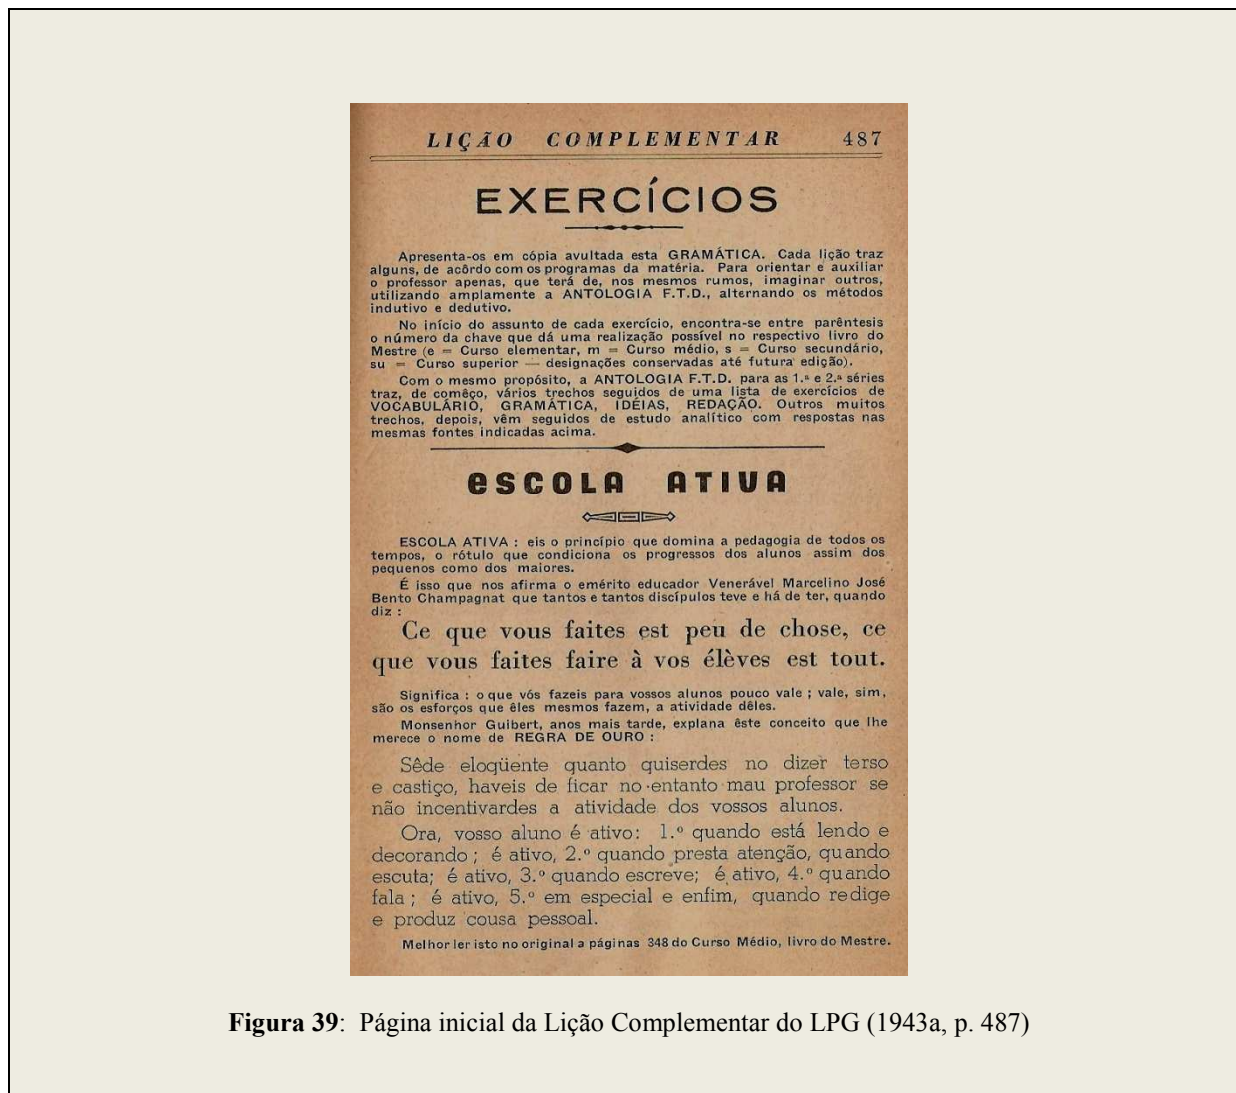 LIÇÃO COMPLEMENTAR 487
EXERCÍCIOS
Apresenta-os em cópia avultada esta GRAMÁTICA. Cada lição traz
alguns, de acôrdo com os programas da matéria. Para orientar e auxiliar
o professor apenas, que terá de, nos mesmos rumos, imaginar outros,
utilizando amplamente a ANTOLOGIA F.T.D., alternando os métodos
indutivo e dedutivo.
No início do assunto de cada exercício, encontra-se entre parêntesis
o número da chave que dá uma realização possível no respectivo livro do
Mestre (e = Curso elementar, m = Curso médio, s = Curso secundário,
su = Curso superior — designações conservadas até futura edição).
Com o mesmo propósito, a ANTOLOGIA F.T.D. para as 1.ª e 2.ª séries
traz, de comêço, vários trechos seguidos de uma lista de exercícios de
VOCABULÁRIO, GRAMÁTICA, IDÉIAS, REDAÇÃO. Outros muitos
trechos, depois, vêm seguidos de estudo analítico com respostas nas
mesmas fontes indicadas acima.
ESCOLA ATIVA
ESCOLA ATIVA : eis o princípio que domina a pedagogia de todos os
tempos, o rótulo que condiciona os progressos dos alunos assim dos
pequenos como dos maiores.
É isso que nos afirma o emérito educador Venerável Marcelino José
Bento Champagnat que tantos e tantos discípulos teve e há de ter, quando
diz :
Ce que vous faites est peu de chose, ce
que vous faites faire à vos élèves est tout.
Significa : o que vós fazeis para vossos alunos pouco vale ; vale, sim,
são os esforços que êles mesmos fazem, a atividade dêles.
Monsenhor Guibert, anos mais tarde, explana êste conceito que lhe
merece o nome de REGRA DE OURO :
Sêde eloqüente quanto quiserdes no dizer terso
e castiço, haveis de ficar no entanto mau professor se
não incentivardes a atividade dos vossos alunos.
Ora, vosso aluno é ativo: 1.º quando está lendo e
decorando ; é ativo, 2.º quando presta atenção, quando
escuta; é ativo, 3.º quando escreve; é ativo, 4.º quando
fala ; é ativo, 5.º em especial e enfim, quando redige
e produz cousa pessoal.
Melhor ler isto no original a páginas 348 do Curso Médio, livro do Mestre.
Figura 39: Página inicial da Lição Complementar do LPG (1943a, p. 487)